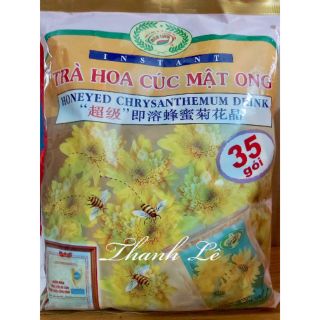 INSTANT
TRÀ HOA CÚC MẬT ONG
HONEYED CHRYSANTHEMUM DRINK
"超级"即溶蜂蜜菊花晶
35
gói
Thanh Lê